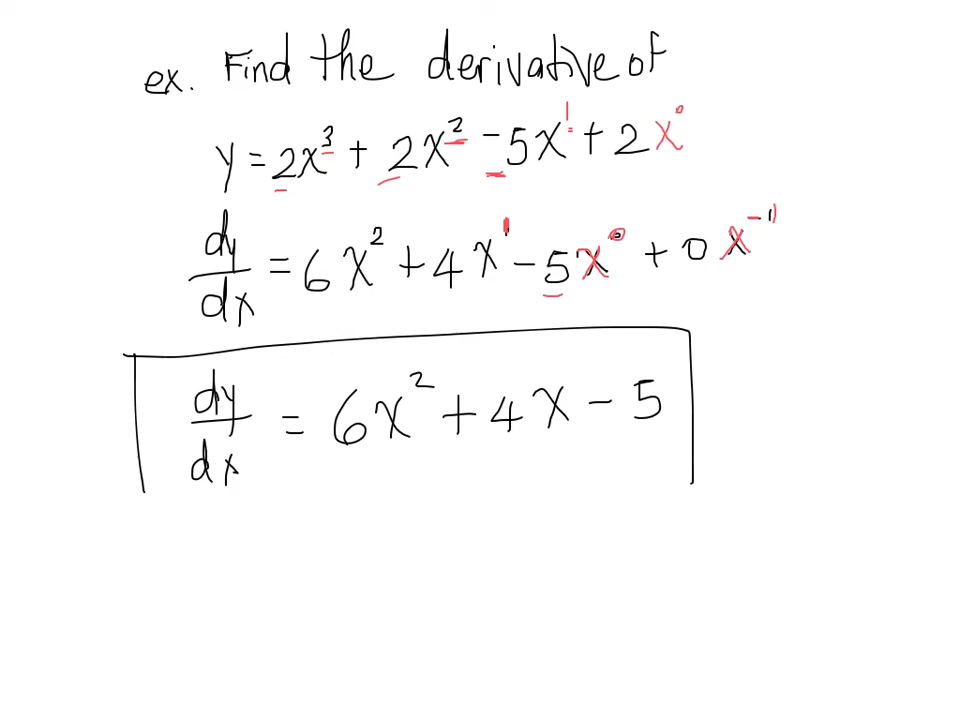 ex. Find the derivative of
y = 2x³ + 2x² - 5x¹ + 2x⁰
dy/dx = 6x² + 4x¹ - 5x⁰ + 0x⁻¹
dy/dx = 6x² + 4x - 5